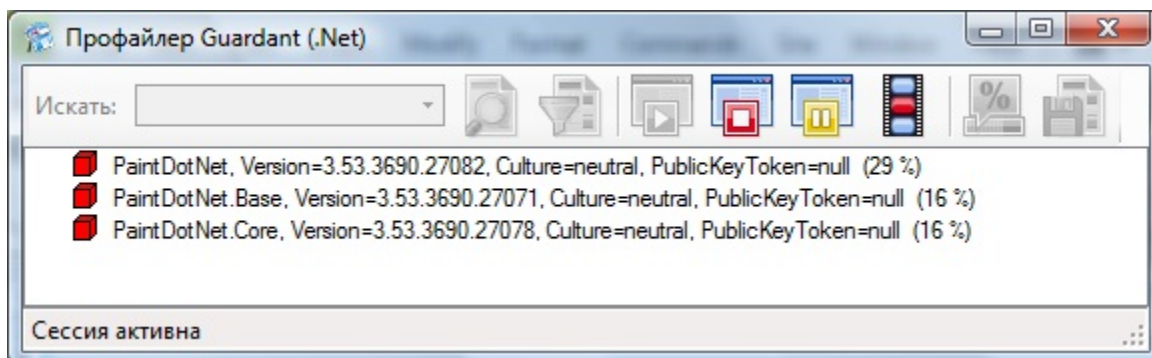 Профайлер Guardant (.Net)
Искать:
%
PaintDotNet, Version=3.53.3690.27082, Culture=neutral, PublicKeyToken=null (29 %)
PaintDotNet.Base, Version=3.53.3690.27071, Culture=neutral, PublicKeyToken=null (16 %)
PaintDotNet.Core, Version=3.53.3690.27078, Culture=neutral, PublicKeyToken=null (16 %)
Сессия активна